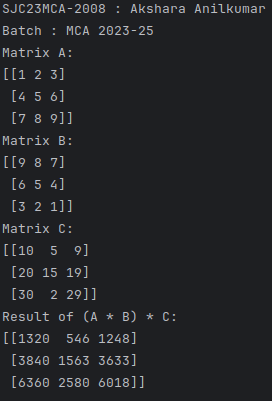 SJC23MCA-2008 : Akshara Anilkumar
Batch : MCA 2023-25
Matrix A:
[[1 2 3]
 [4 5 6]
 [7 8 9]]
Matrix B:
[[9 8 7]
 [6 5 4]
 [3 2 1]]
Matrix C:
[[10  5  9]
 [20 15 19]
 [30  2 29]]
Result of (A * B) * C:
[[1320  546 1248]
 [3840 1563 3633]
 [6360 2580 6018]]